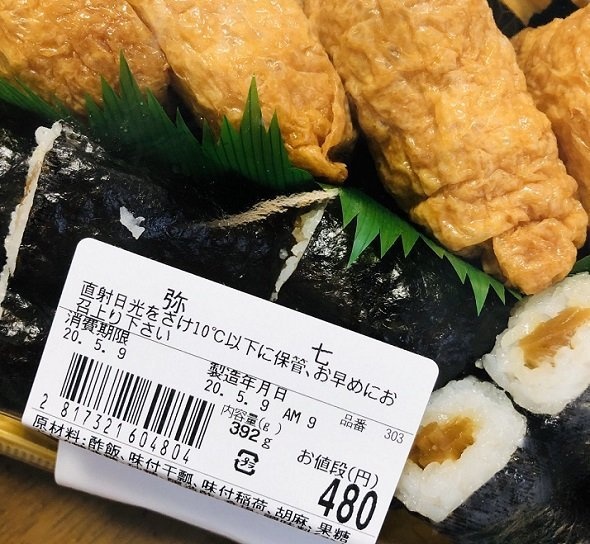 弥 七
直射日光をさけ10℃以下に保管、お早めにお
召上り下さい
消費期限
20. 5. 9
製造年月日
20. 5. 9 AM 9
品番 303
内容量(g)
392g
2 817321 604804
お値段(円)
480
原材料:酢飯、味付干瓢、味付稲荷、胡麻、果糖